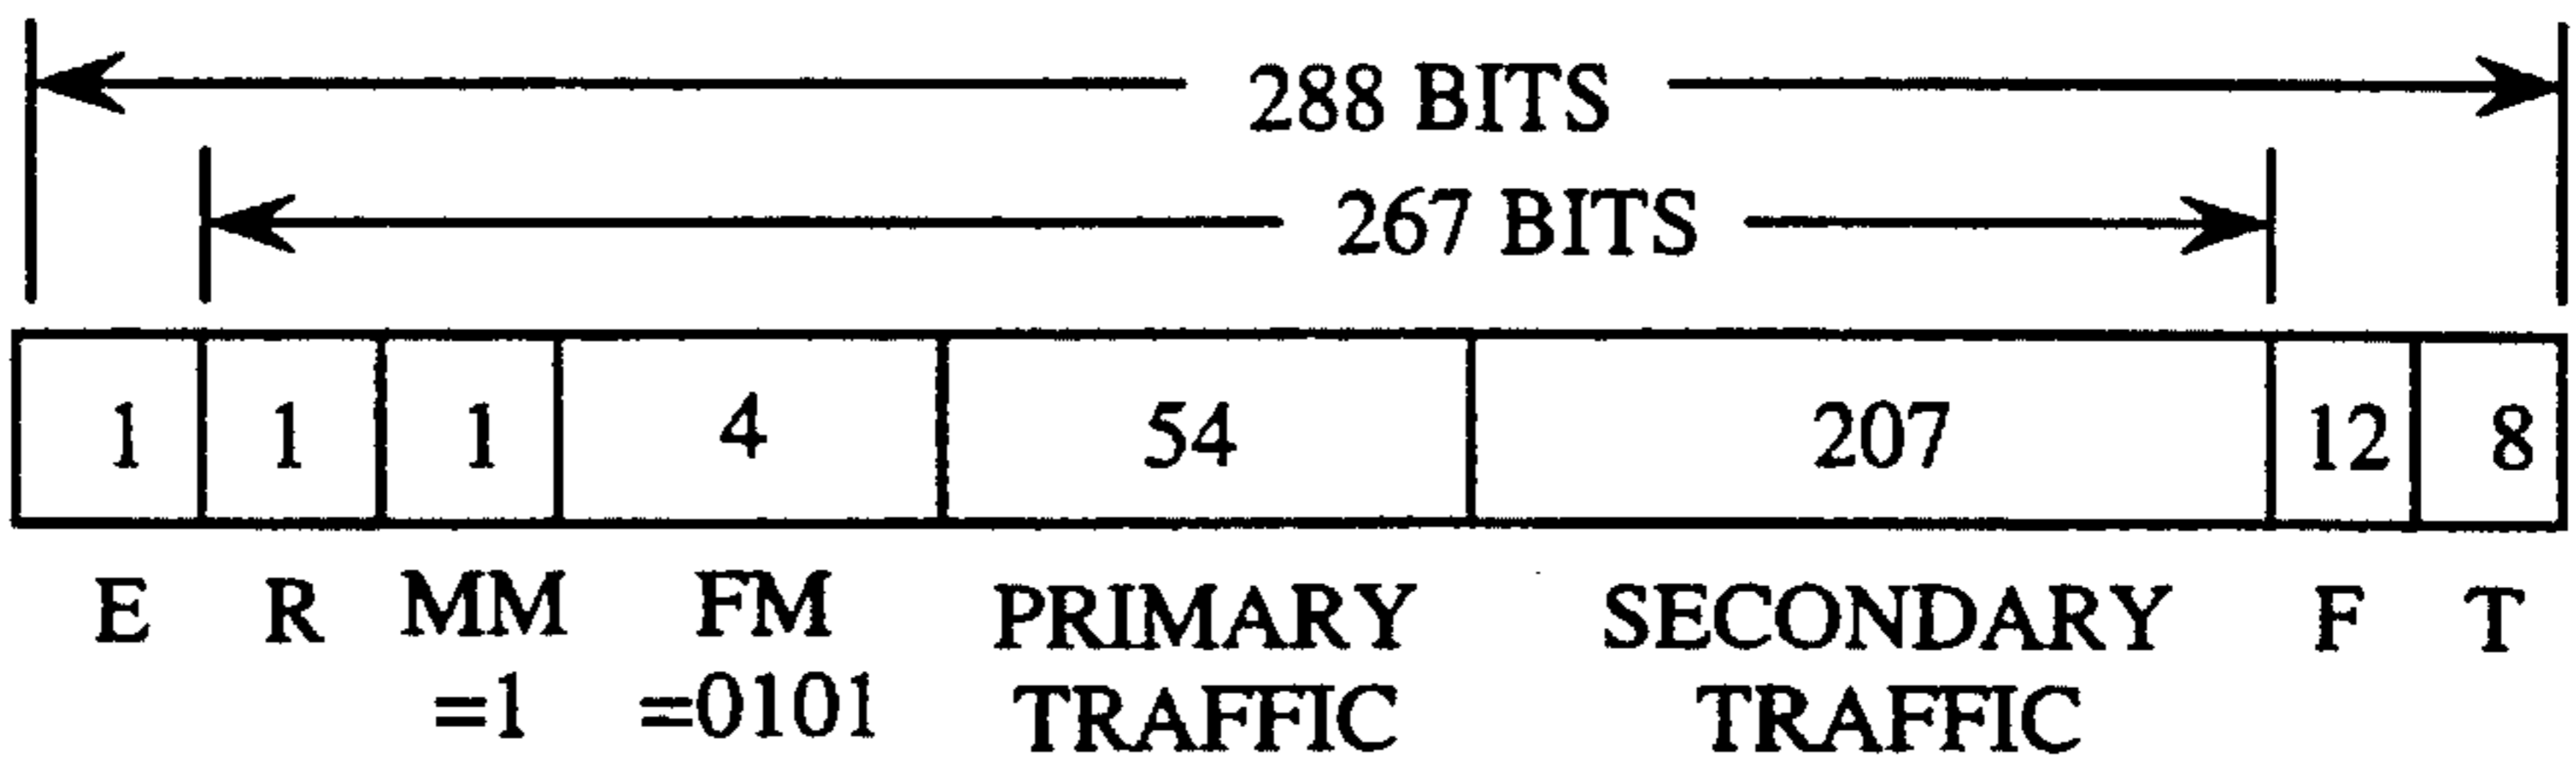 288 BITS
267 BITS
1 1 1 4 54 207 12 8
E R MM FM PRIMARY SECONDARY F T
=1 =0101 TRAFFIC TRAFFIC